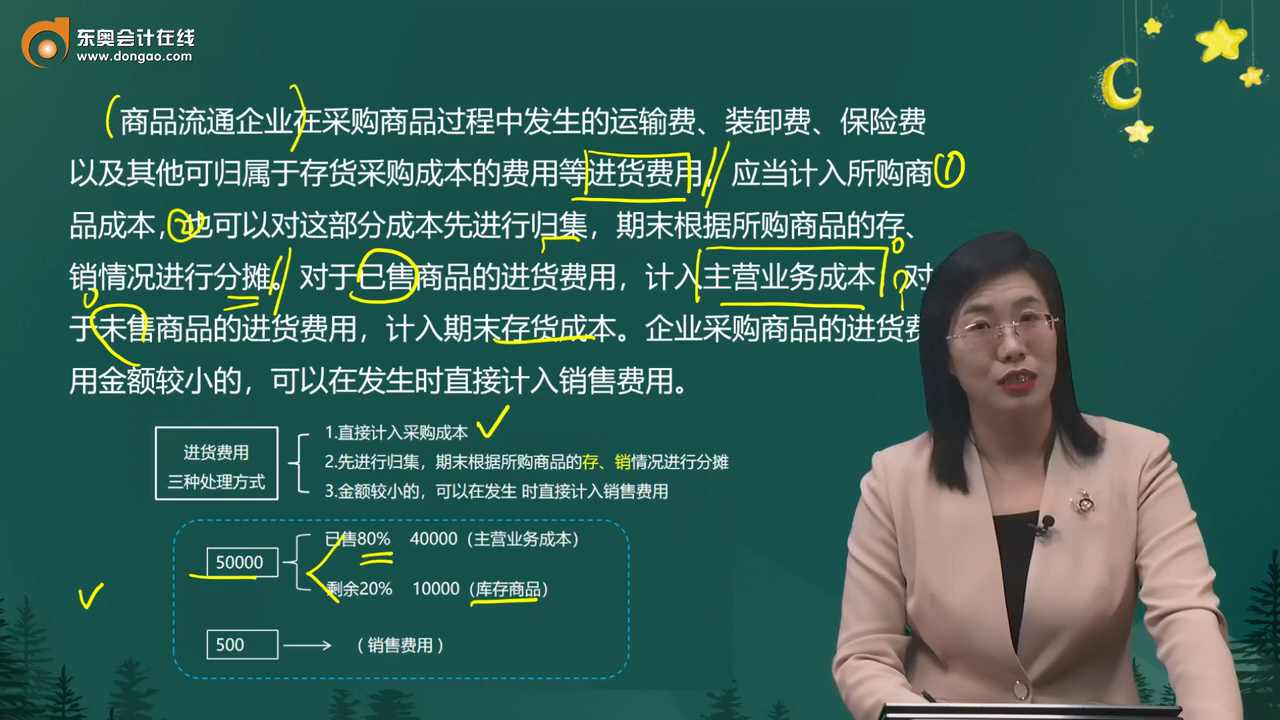 东奥会计在线
www.dongao.com
（商品流通企业）在采购商品过程中发生的运输费、装卸费、保险费
以及其他可归属于存货采购成本的费用等进货费用，应当计入所购商①
品成本，②也可以对这部分成本先进行归集，期末根据所购商品的存、
销情况进行分摊。对于已售商品的进货费用，计入主营业务成本；对
于未售商品的进货费用，计入期末存货成本。企业采购商品的进货费
用金额较小的，可以在发生时直接计入销售费用。
进货费用
三种处理方式
1.直接计入采购成本
2.先进行归集，期末根据所购商品的存、销情况进行分摊
3.金额较小的，可以在发生 时直接计入销售费用
50000
已售80% 40000（主营业务成本）
剩余20% 10000（库存商品）
500
（销售费用）